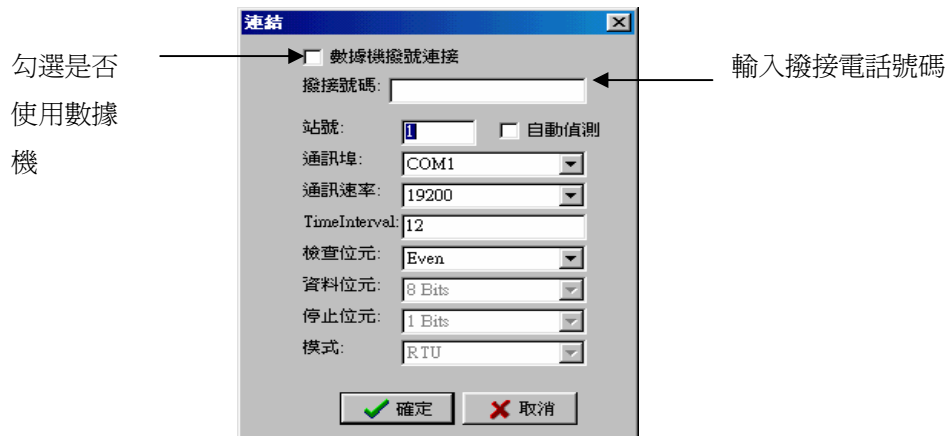 連結
勾選是否
使用數據
機
數據機撥號連接
撥接號碼:
輸入撥接電話號碼
站號: 1 自動偵測
通訊埠: COM1
通訊速率: 19200
TimeInterval: 12
檢查位元: Even
資料位元: 8 Bits
停止位元: 1 Bits
模式: RTU
確定 取消